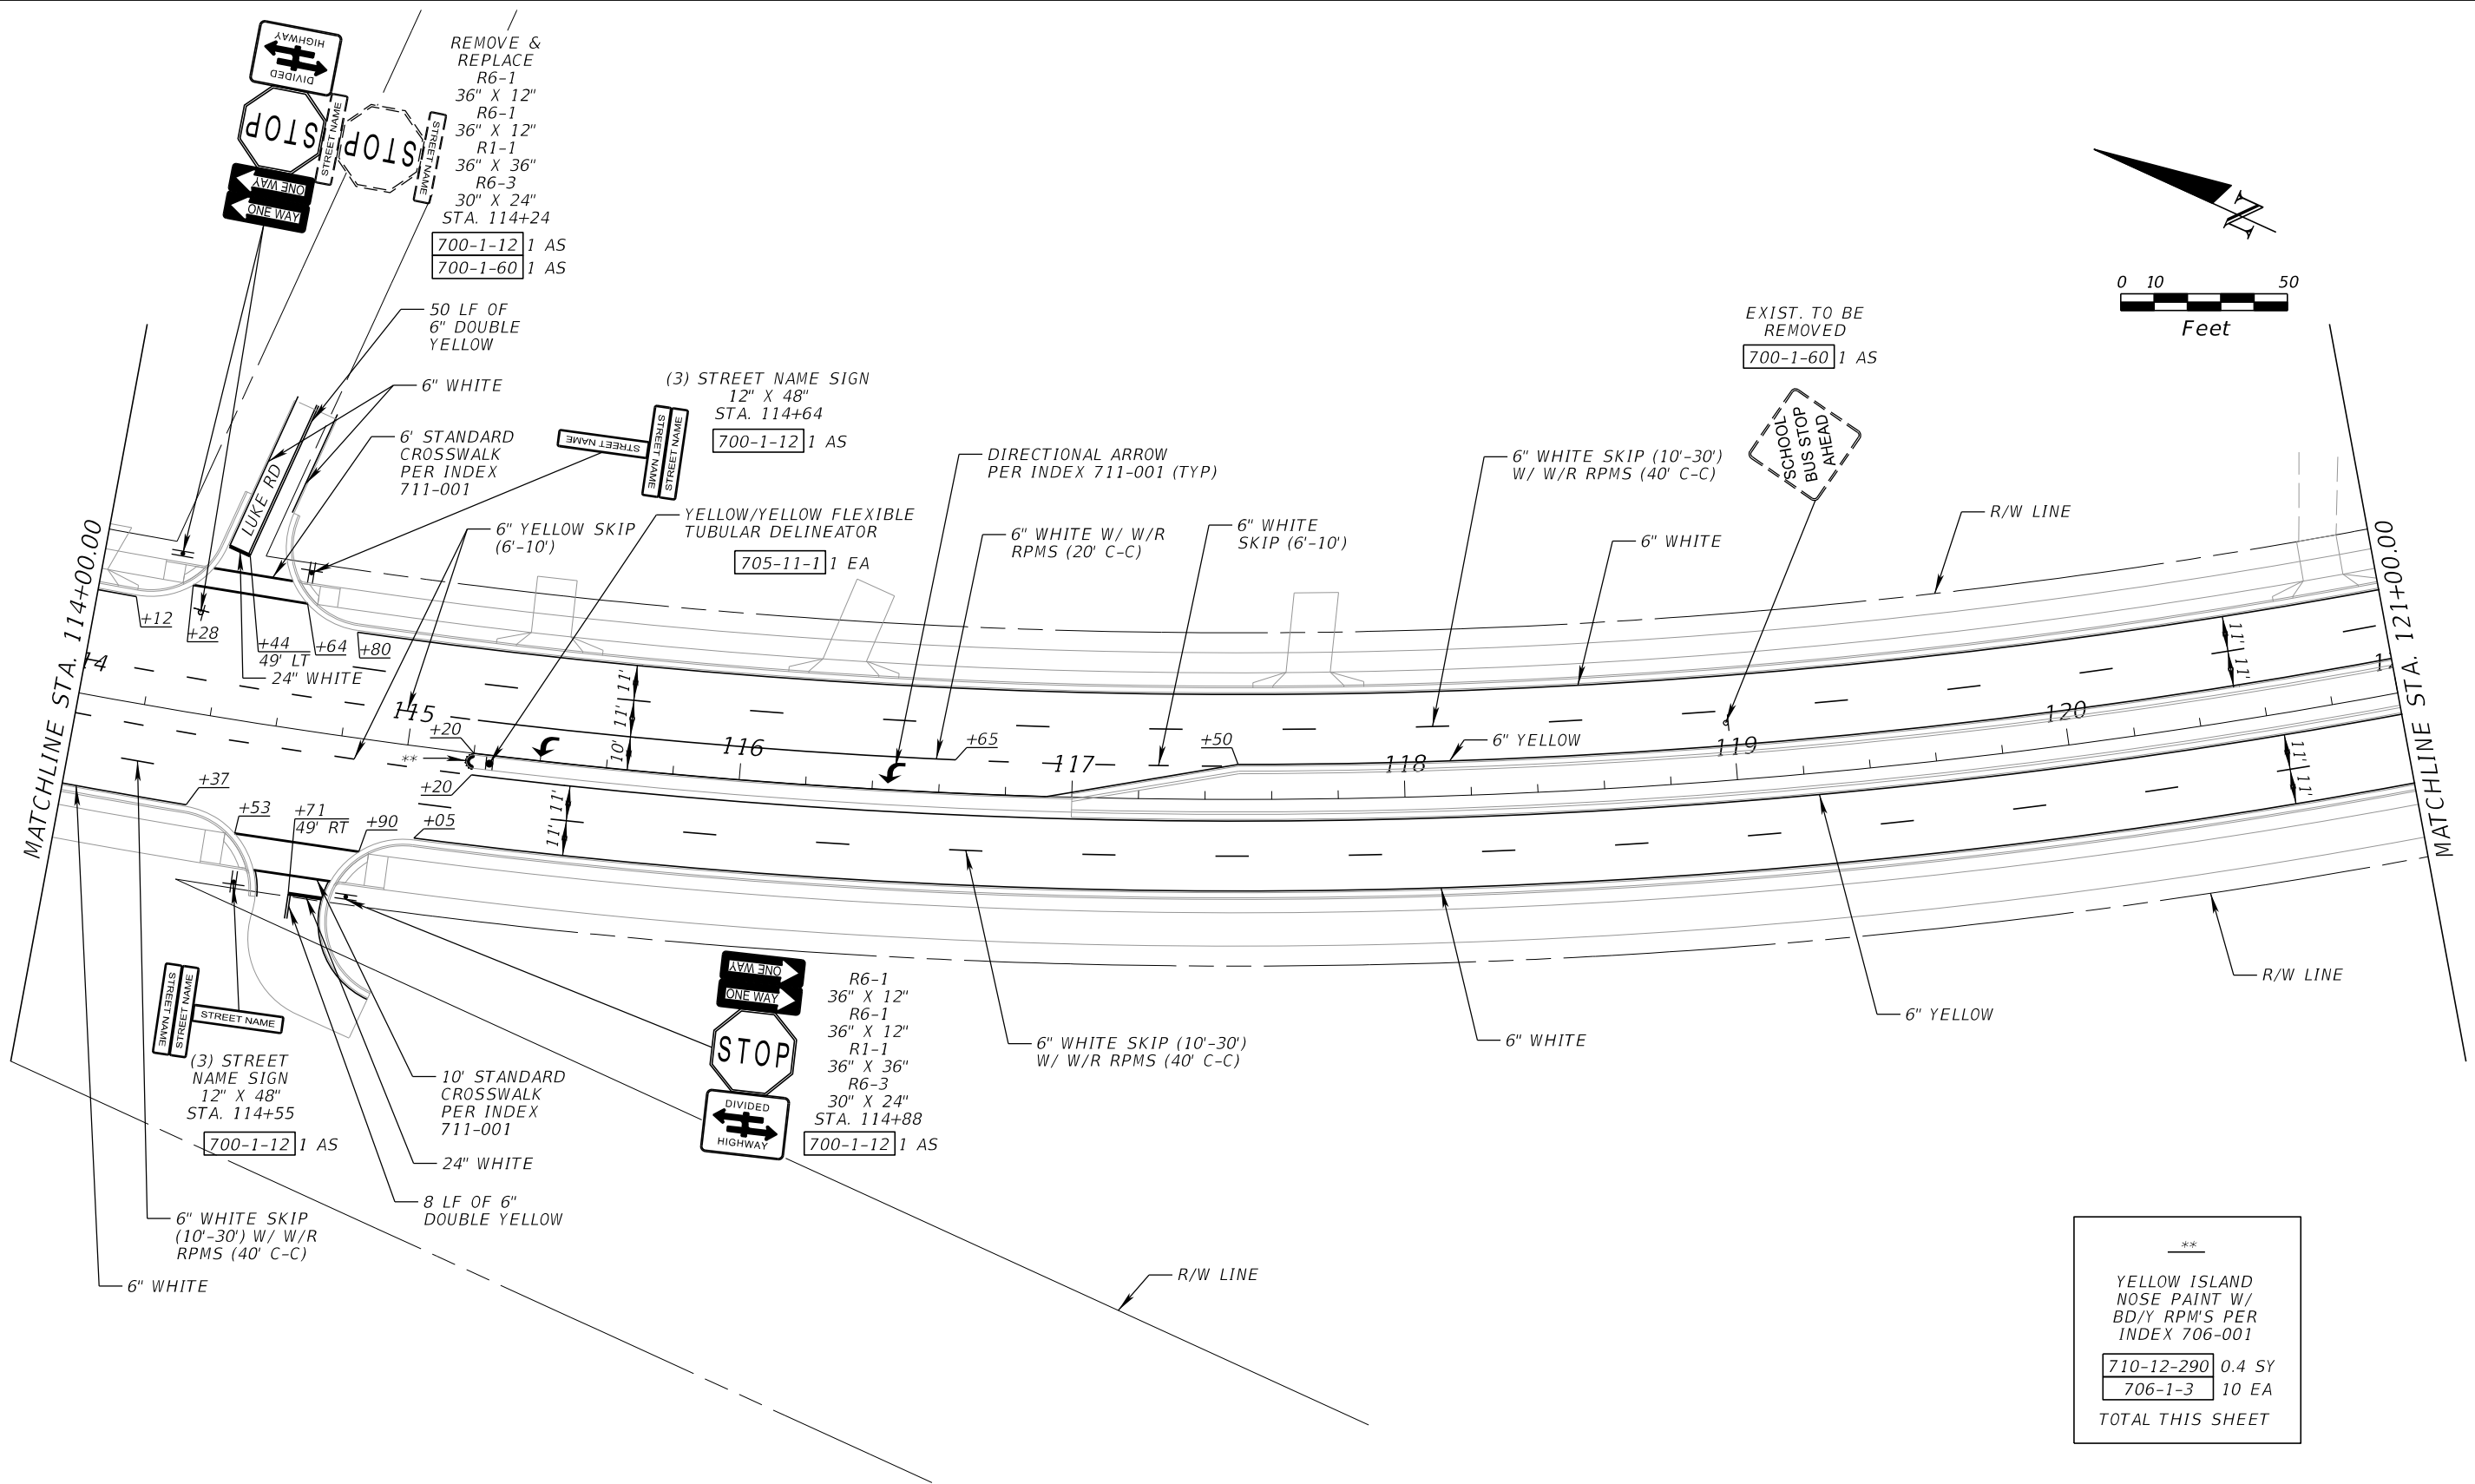 HIGHWAY
DIVIDED
STOP
STREET NAME
STOP
STREET NAME
ONE WAY
ONE WAY
REMOVE &
REPLACE
R6-1
36" X 12"
R6-1
36" X 12"
R1-1
36" X 36"
R6-3
30" X 24"
STA. 114+24
700-1-12 1 AS
700-1-60 1 AS
50 LF OF
6" DOUBLE
YELLOW
6" WHITE
6' STANDARD
CROSSWALK
PER INDEX
711-001
LUKE RD
(3) STREET NAME SIGN
12" X 48"
STA. 114+64
700-1-12 1 AS
STREET NAME
STREET NAME
STREET NAME
YELLOW/YELLOW FLEXIBLE
TUBULAR DELINEATOR
705-11-1 1 EA
6" YELLOW SKIP
(6'-10')
DIRECTIONAL ARROW
PER INDEX 711-001 (TYP)
6" WHITE W/ W/R
RPMS (20' C-C)
6" WHITE
SKIP (6'-10')
6" WHITE SKIP (10'-30')
W/ W/R RPMS (40' C-C)
EXIST. TO BE
REMOVED
700-1-60 1 AS
SCHOOL
BUS STOP
AHEAD
6" WHITE
R/W LINE
N
0 10 50
Feet
MATCHLINE STA. 114+00.00
MATCHLINE STA. 121+00.00
+12
+28
+44
49' LT
+64
+80
24" WHITE
115
116
117
118
119
120
+20
**
+20
+65
+50
6" YELLOW
11'
11'
10'
11'
11'
11'
11'
11'
11'
+37
+53
+71
49' RT
+90
+05
STREET NAME
STREET NAME
STREET NAME
(3) STREET
NAME SIGN
12" X 48"
STA. 114+55
700-1-12 1 AS
10' STANDARD
CROSSWALK
PER INDEX
711-001
24" WHITE
8 LF OF 6"
DOUBLE YELLOW
6" WHITE SKIP
(10'-30') W/ W/R
RPMS (40' C-C)
6" WHITE
ONE WAY
ONE WAY
STOP
DIVIDED
HIGHWAY
R6-1
36" X 12"
R6-1
36" X 12"
R1-1
36" X 36"
R6-3
30" X 24"
STA. 114+88
700-1-12 1 AS
6" WHITE SKIP (10'-30')
W/ W/R RPMS (40' C-C)
6" WHITE
6" YELLOW
R/W LINE
R/W LINE
**
YELLOW ISLAND
NOSE PAINT W/
BD/Y RPM'S PER
INDEX 706-001
710-12-290 0.4 SY
706-1-3 10 EA
TOTAL THIS SHEET